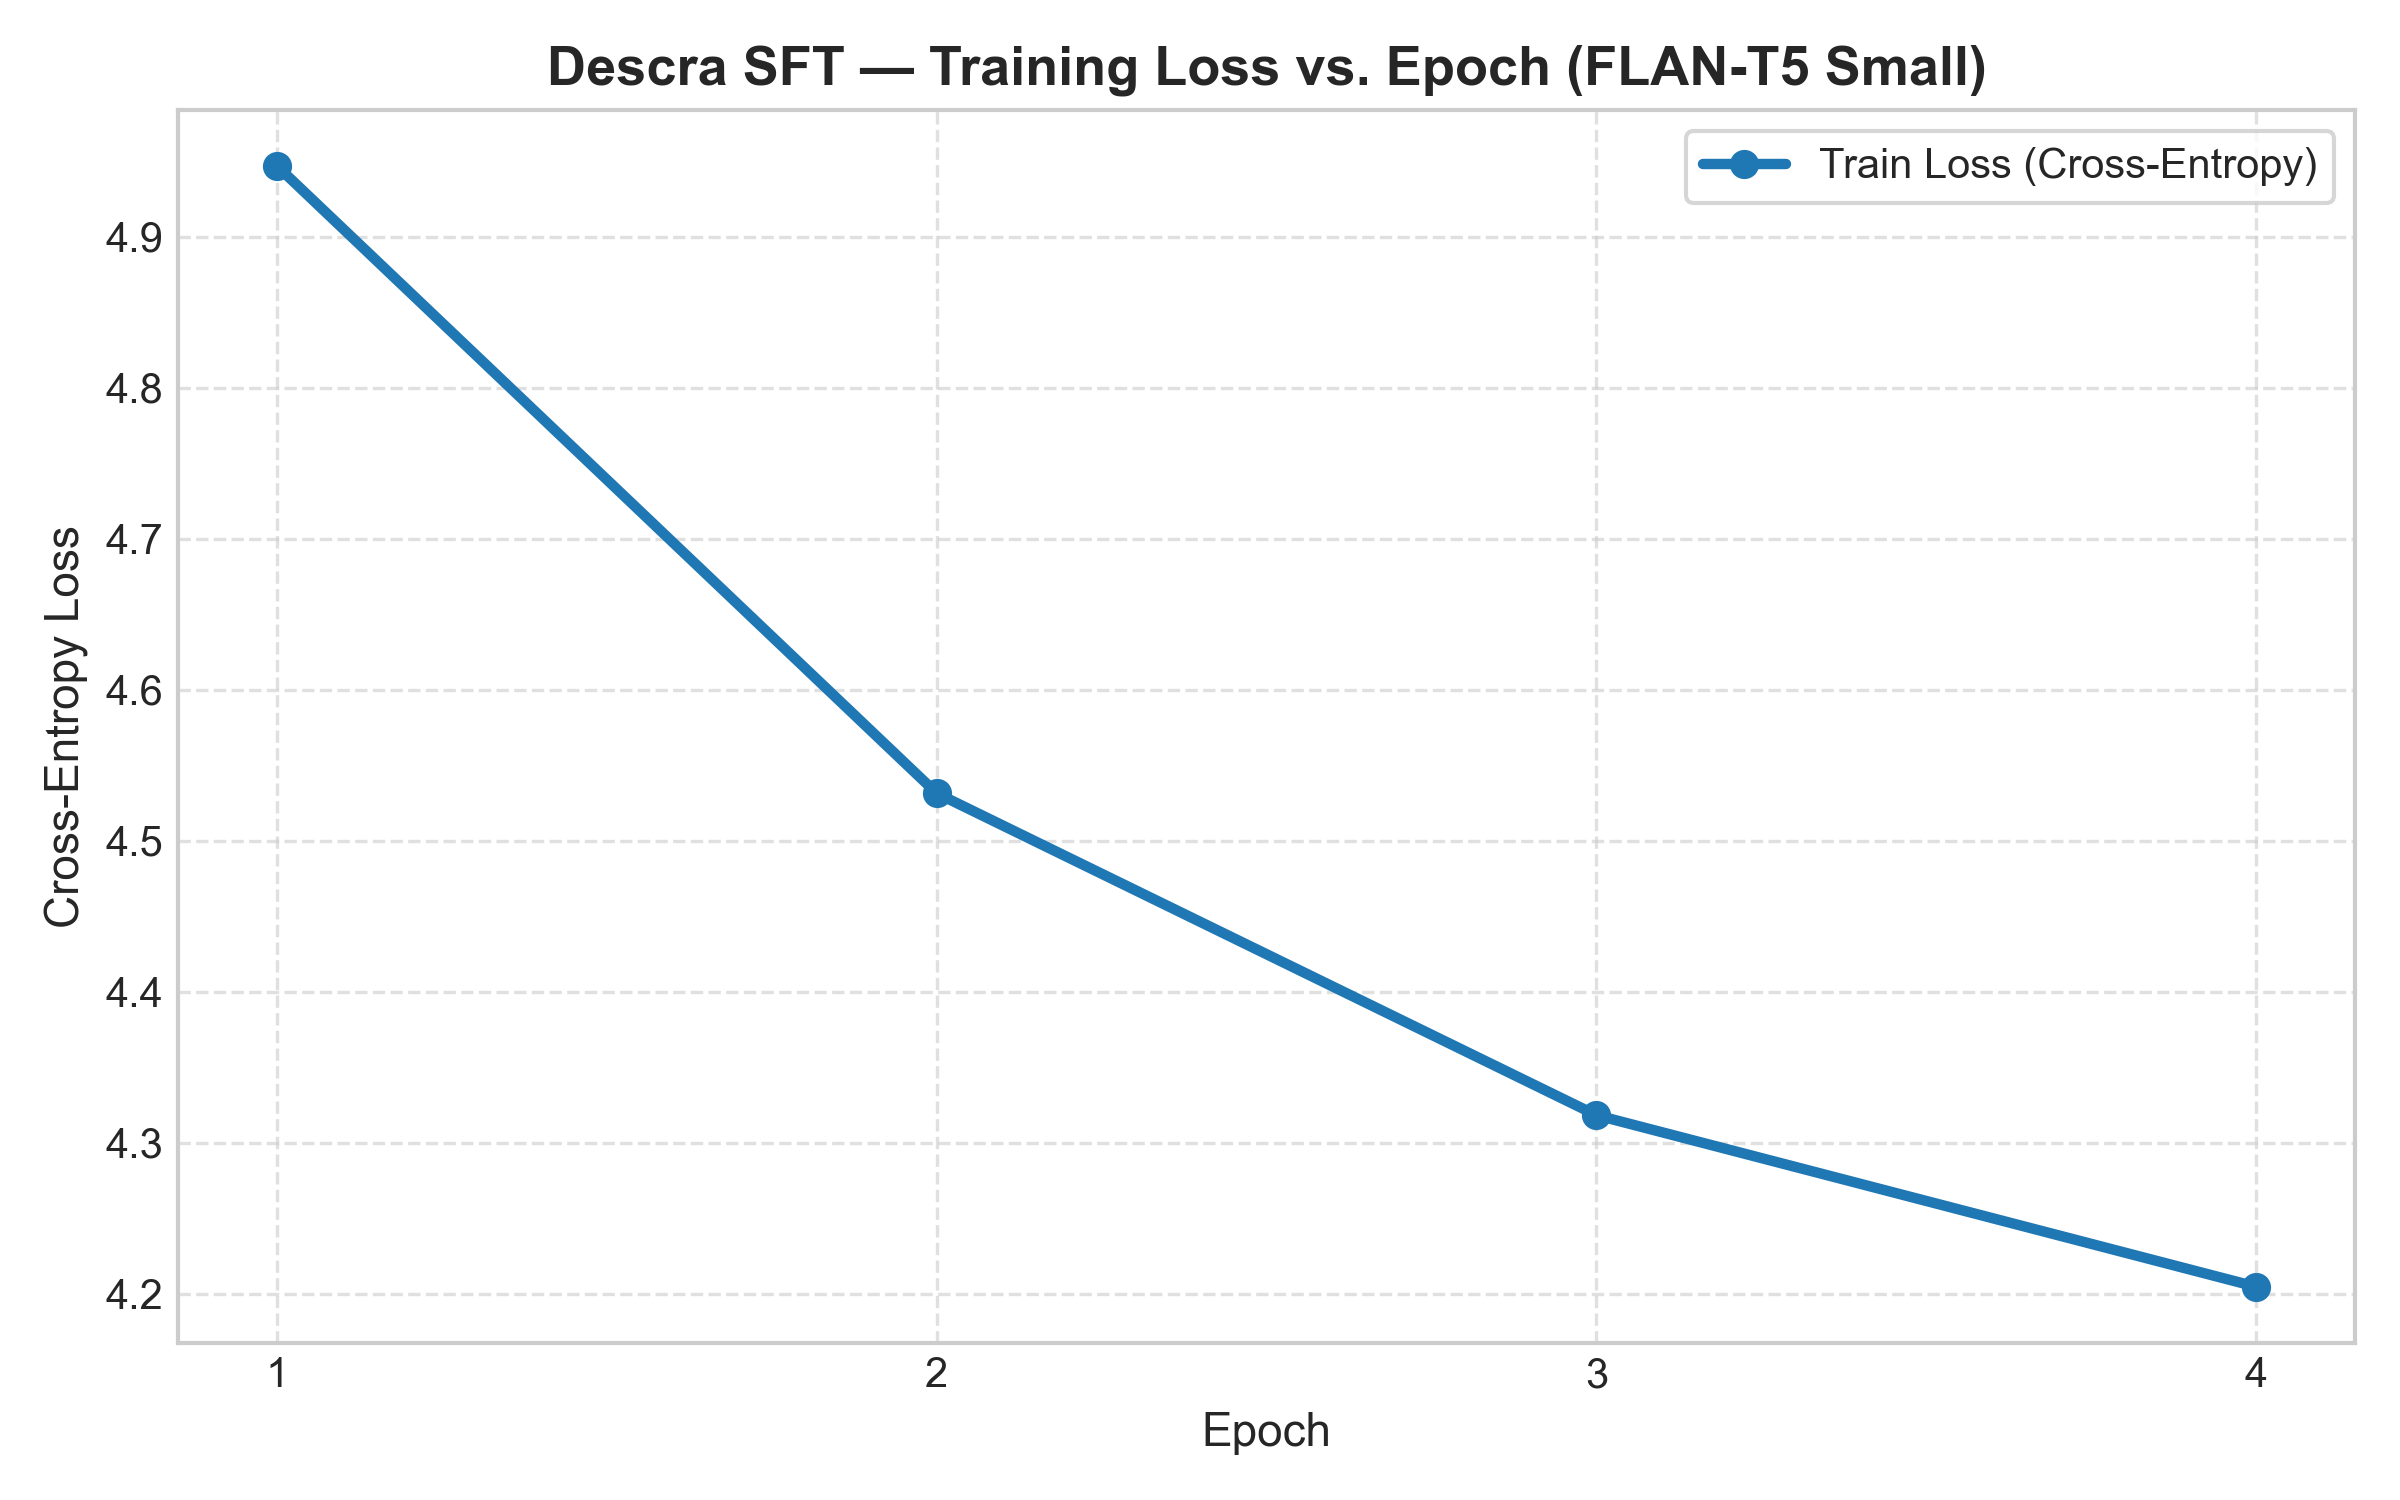 Descra SFT — Training Loss vs. Epoch (FLAN-T5 Small)
Train Loss (Cross-Entropy)
Cross-Entropy Loss
4.9
4.8
4.7
4.6
4.5
4.4
4.3
4.2
1 2 3 4
Epoch